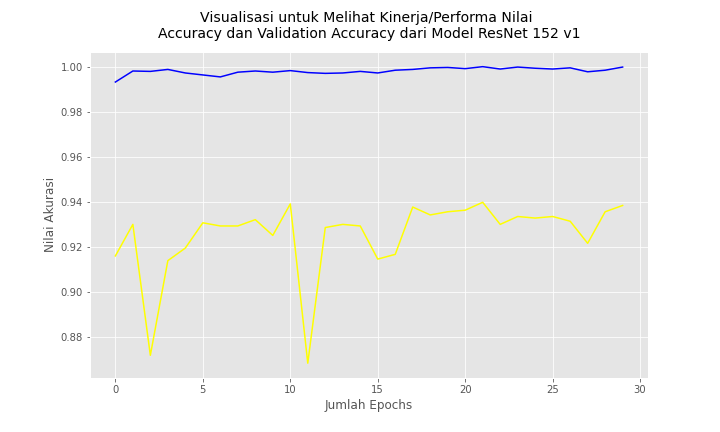 Visualisasi untuk Melihat Kinerja/Performa Nilai
Accuracy dan Validation Accuracy dari Model ResNet 152 v1
1.00
0.98
0.96
0.94
0.92
0.90
0.88
Nilai Akurasi
0 5 10 15 20 25 30
Jumlah Epochs